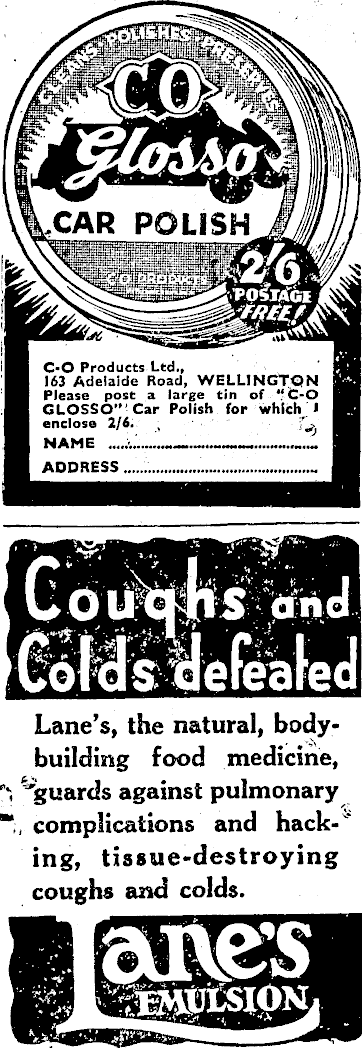 CLEANS POLISHES PRESERVES
CO
Glosso
CAR POLISH
C-O PRODUCTS
2/6
POSTAGE
FREE!
C-O Products Ltd.,
163 Adelaide Road, WELLINGTON
Please post a large tin of "C-O
GLOSSO" Car Polish for which I
enclose 2/6.
NAME
ADDRESS
Coughs and
Colds defeated
Lane's, the natural, body-
building food medicine,
guards against pulmonary
complications and hack-
ing, tissue-destroying
coughs and colds.
Lane's
EMULSION